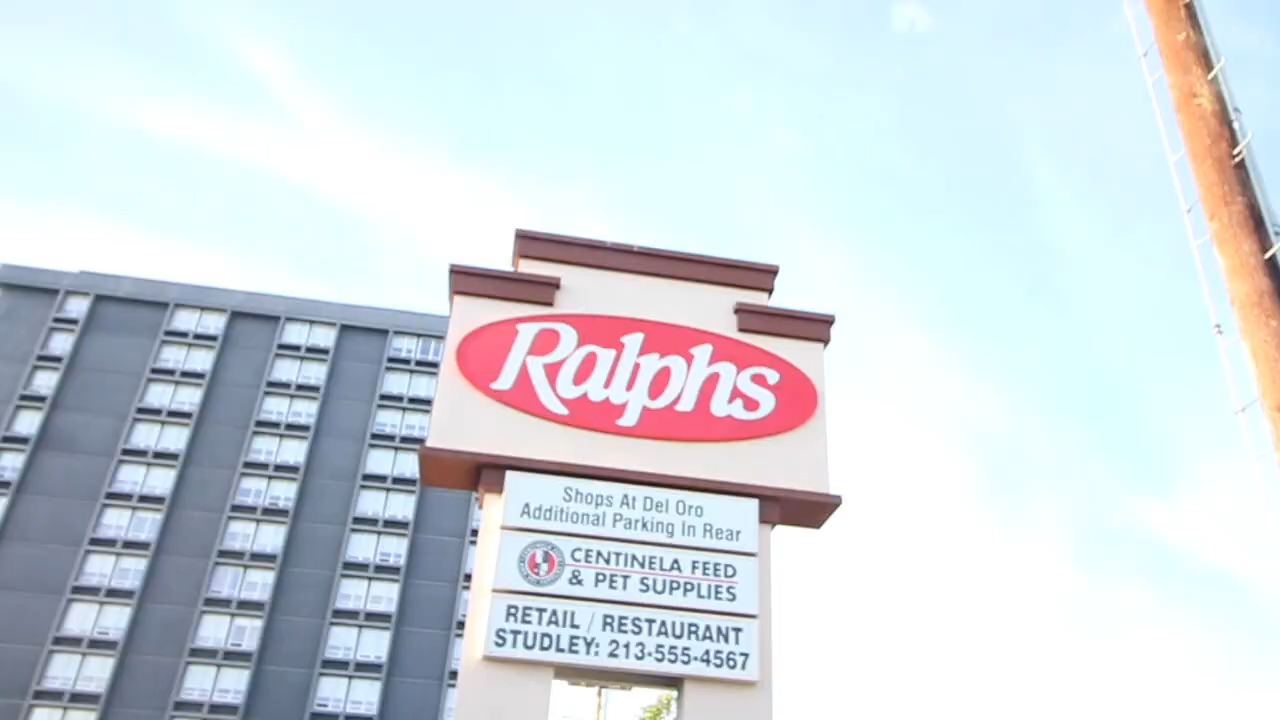 Ralphs
Shops At Del Oro
Additional Parking In Rear
CENTINELA FEED
& PET SUPPLIES
RETAIL / RESTAURANT
STUDLEY: 213-555-4567